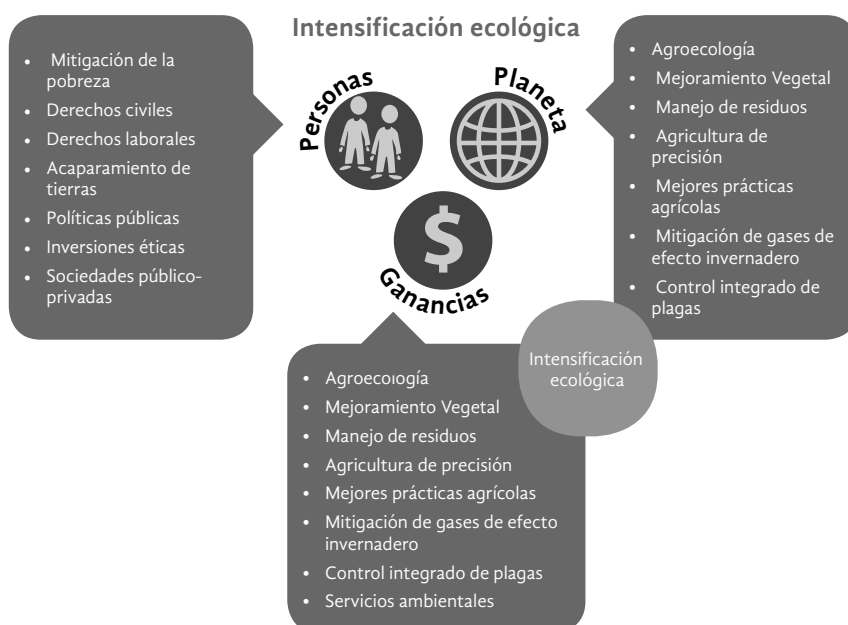 Intensificación ecológica
Personas
Planeta
Ganancias
$
• Mitigación de la
pobreza
• Derechos civiles
• Derechos laborales
• Acaparamiento de
tierras
• Políticas públicas
• Inversiones éticas
• Sociedades público-
privadas
• Agroecología
• Mejoramiento Vegetal
• Manejo de residuos
• Agricultura de
precisión
• Mejores prácticas
agrícolas
• Mitigación de gases de
efecto invernadero
• Control integrado de
plagas
Intensificación
ecológica
• Agroecología
• Mejoramiento Vegetal
• Manejo de residuos
• Agricultura de precisión
• Mejores prácticas agrícolas
• Mitigación de gases de efecto
invernadero
• Control integrado de plagas
• Servicios ambientales